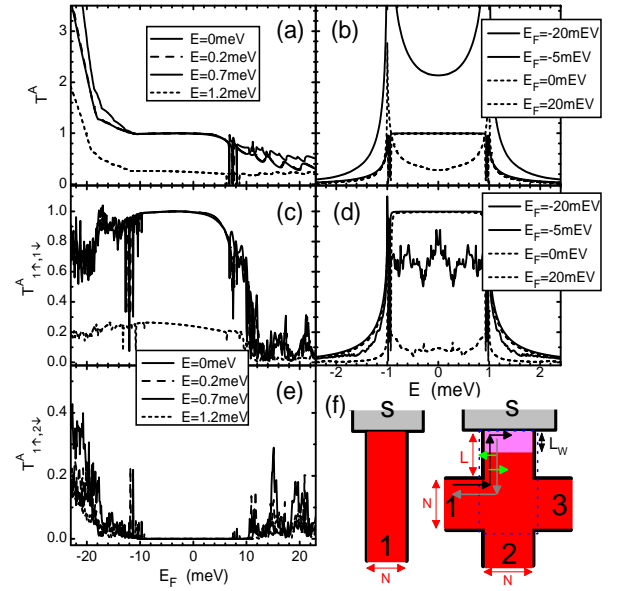 (a)
T^A
3
2
1
0
E=0meV
E=0.2meV
E=0.7meV
E=1.2meV
(b)
E_F=-20mEV
E_F=-5mEV
E_F=0mEV
E_F=20mEV
(c)
T^A_{1↑,1↓}
1.0
0.8
0.6
0.4
0.2
0.0
(d)
E_F=-20mEV
E_F=-5mEV
E_F=0mEV
E_F=20mEV
-2 -1 0 1 2
E (meV)
(e)
T^A_{1↑,2↓}
0.4
0.2
0.0
E=0meV
E=0.2meV
E=0.7meV
E=1.2meV
-20 -10 0 10 20
E_F (meV)
(f)
S
1
N
S
L
L_W
N
1
3
2
N